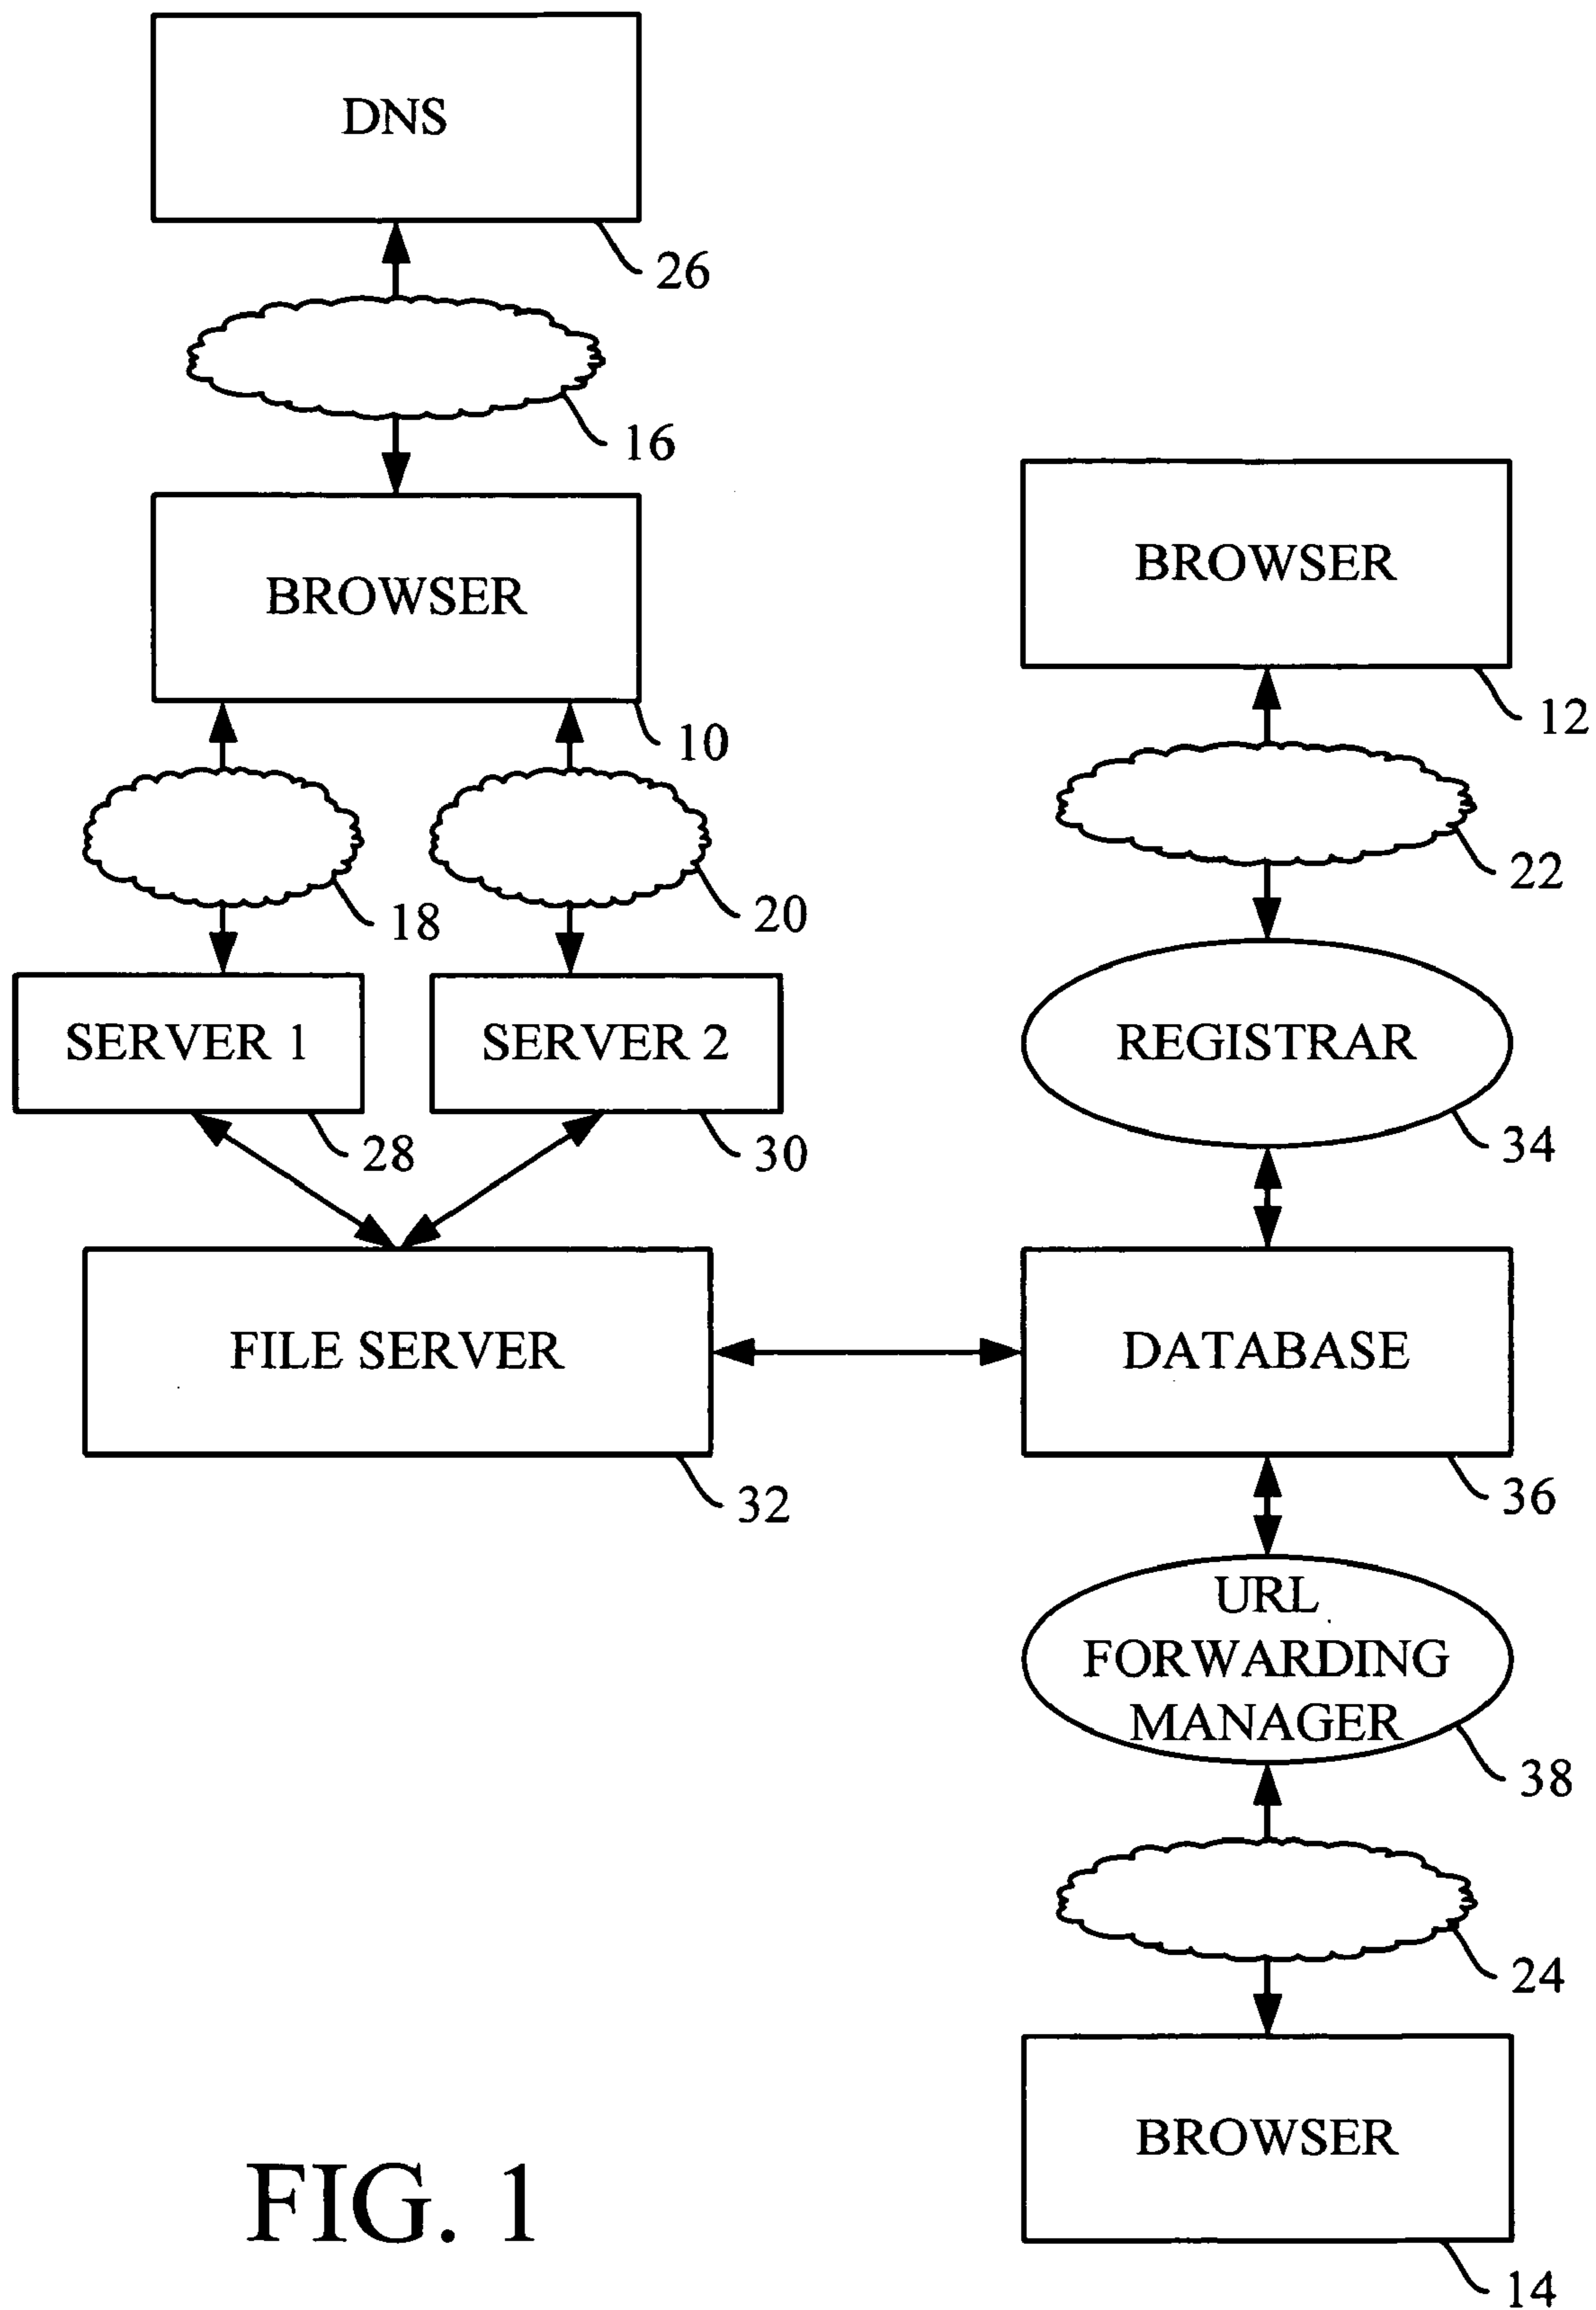 DNS
26
16
BROWSER
10
BROWSER
12
18
20
22
SERVER 1
SERVER 2
28
30
REGISTRAR
34
FILE SERVER
32
DATABASE
36
URL
FORWARDING
MANAGER
38
24
BROWSER
14
FIG. 1